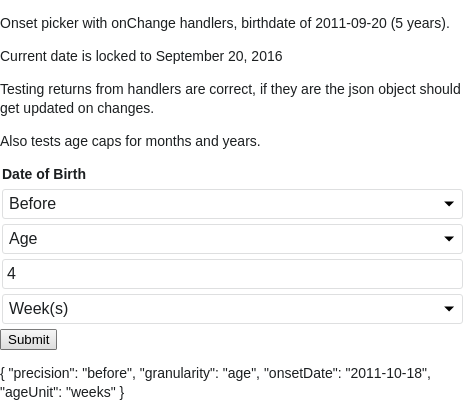 Onset picker with onChange handlers, birthdate of 2011-09-20 (5 years).
Current date is locked to September 20, 2016
Testing returns from handlers are correct, if they are the json object should
get updated on changes.
Also tests age caps for months and years.
Date of Birth
Before
Age
4
Week(s)
Submit
{ "precision": "before", "granularity": "age", "onsetDate": "2011-10-18",
"ageUnit": "weeks" }